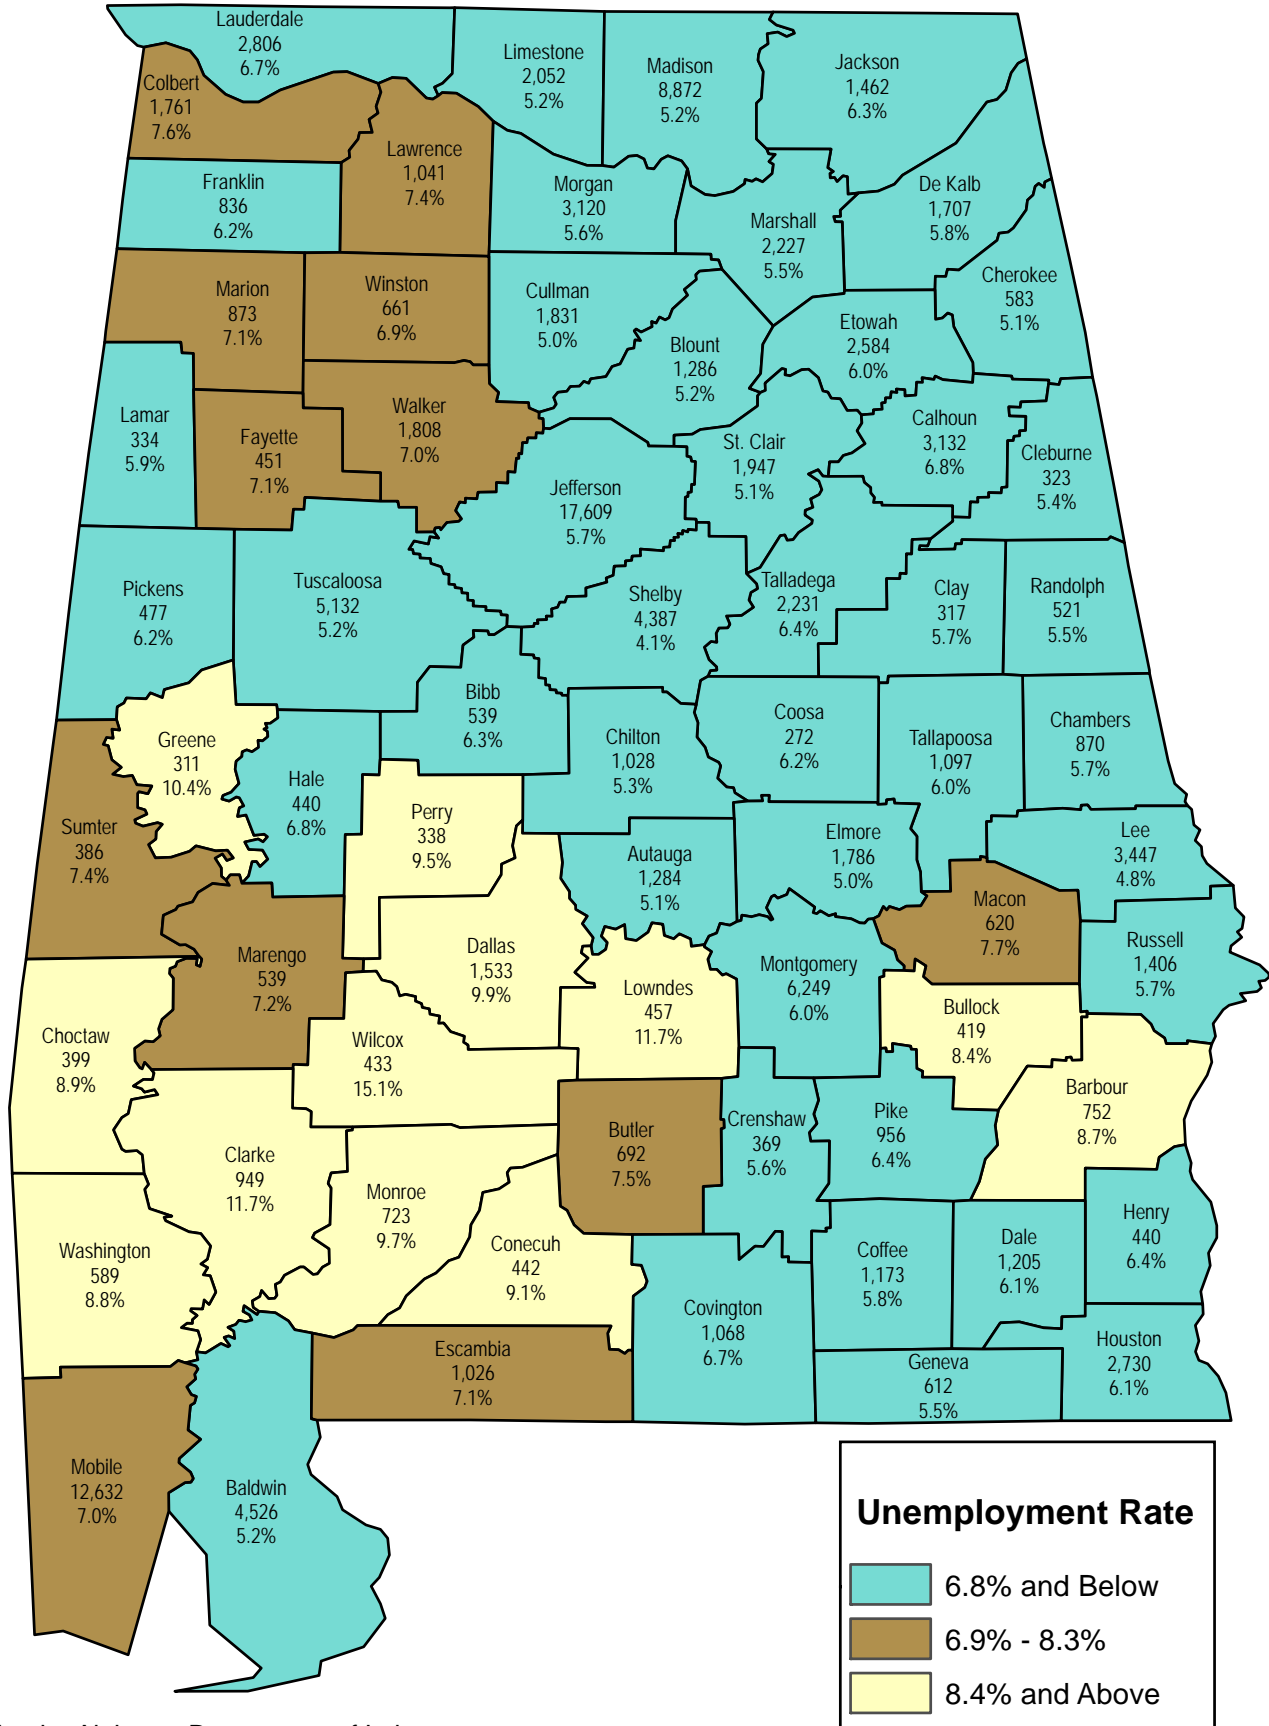 Lauderdale
2,806
6.7%
Limestone
2,052
5.2%
Madison
8,872
5.2%
Jackson
1,462
6.3%
Colbert
1,761
7.6%
Lawrence
1,041
7.4%
Franklin
836
6.2%
Morgan
3,120
5.6%
Marshall
2,227
5.5%
De Kalb
1,707
5.8%
Cherokee
583
5.1%
Marion
873
7.1%
Winston
661
6.9%
Cullman
1,831
5.0%
Blount
1,286
5.2%
Etowah
2,584
6.0%
Lamar
334
5.9%
Fayette
451
7.1%
Walker
1,808
7.0%
Jefferson
17,609
5.7%
St. Clair
1,947
5.1%
Calhoun
3,132
6.8%
Cleburne
323
5.4%
Pickens
477
6.2%
Tuscaloosa
5,132
5.2%
Shelby
4,387
4.1%
Talladega
2,231
6.4%
Clay
317
5.7%
Randolph
521
5.5%
Greene
311
10.4%
Hale
440
6.8%
Bibb
539
6.3%
Chilton
1,028
5.3%
Coosa
272
6.2%
Tallapoosa
1,097
6.0%
Chambers
870
5.7%
Sumter
386
7.4%
Perry
338
9.5%
Autauga
1,284
5.1%
Elmore
1,786
5.0%
Lee
3,447
4.8%
Macon
620
7.7%
Russell
1,406
5.7%
Marengo
539
7.2%
Dallas
1,533
9.9%
Lowndes
457
11.7%
Montgomery
6,249
6.0%
Bullock
419
8.4%
Choctaw
399
8.9%
Wilcox
433
15.1%
Barbour
752
8.7%
Clarke
949
11.7%
Butler
692
7.5%
Crenshaw
369
5.6%
Pike
956
6.4%
Monroe
723
9.7%
Washington
589
8.8%
Conecuh
442
9.1%
Covington
1,068
6.7%
Coffee
1,173
5.8%
Dale
1,205
6.1%
Henry
440
6.4%
Escambia
1,026
7.1%
Geneva
612
5.5%
Houston
2,730
6.1%
Mobile
12,632
7.0%
Baldwin
4,526
5.2%
Unemployment Rate
6.8% and Below
6.9% - 8.3%
8.4% and Above